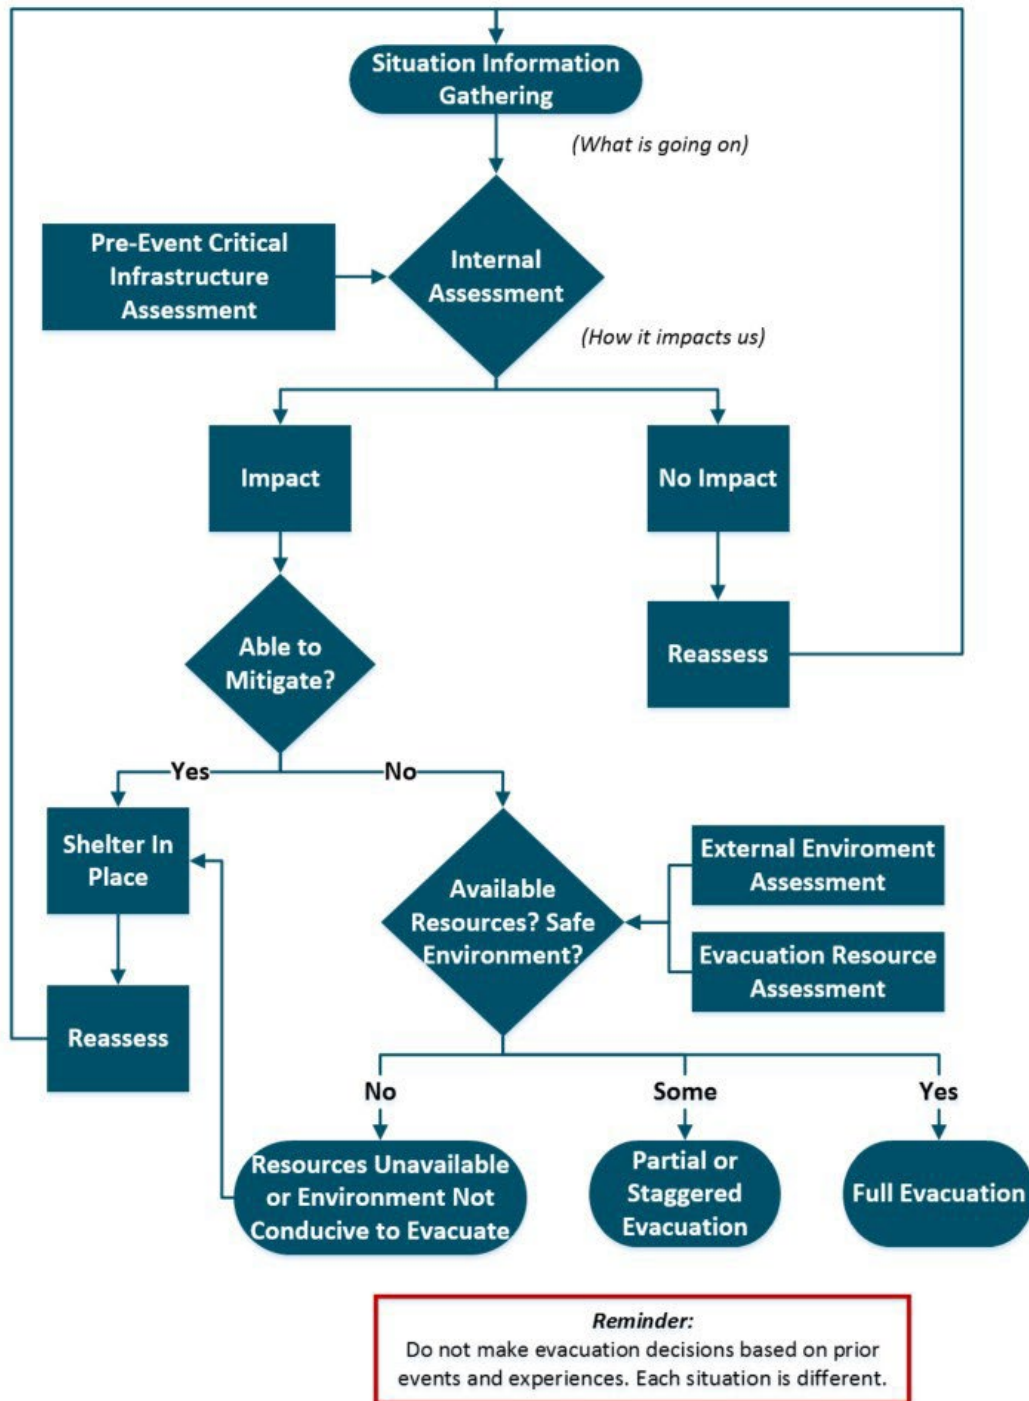 Situation Information
Gathering
(What is going on)
Pre-Event Critical
Infrastructure
Assessment
Internal
Assessment
(How it impacts us)
Impact
No Impact
Able to
Mitigate?
Reassess
Yes
No
Shelter In
Place
Available
Resources? Safe
Environment?
External Enviroment
Assessment
Evacuation Resource
Assessment
Reassess
No
Some
Yes
Resources Unavailable
or Environment Not
Conducive to Evacuate
Partial or
Staggered
Evacuation
Full Evacuation
Reminder:
Do not make evacuation decisions based on prior
events and experiences. Each situation is different.